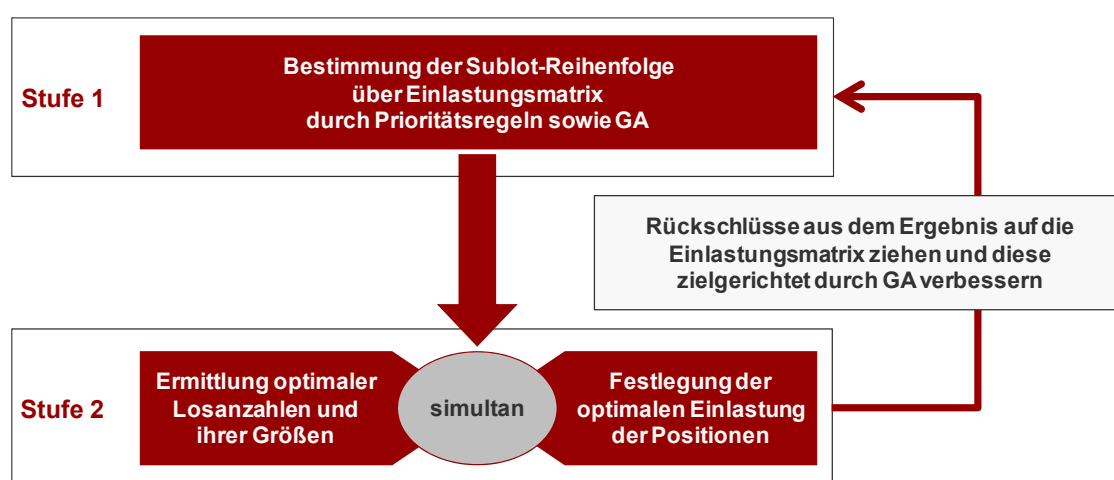 Stufe 1
Bestimmung der Sublot-Reihenfolge
über Einlastungsmatrix
durch Prioritätsregeln sowie GA
Rückschlüsse aus dem Ergebnis auf die
Einlastungsmatrix ziehen und diese
zielgerichtet durch GA verbessern
Stufe 2
Ermittlung optimaler
Losanzahlen und
ihrer Größen
simultan
Festlegung der
optimalen Einlastung
der Positionen